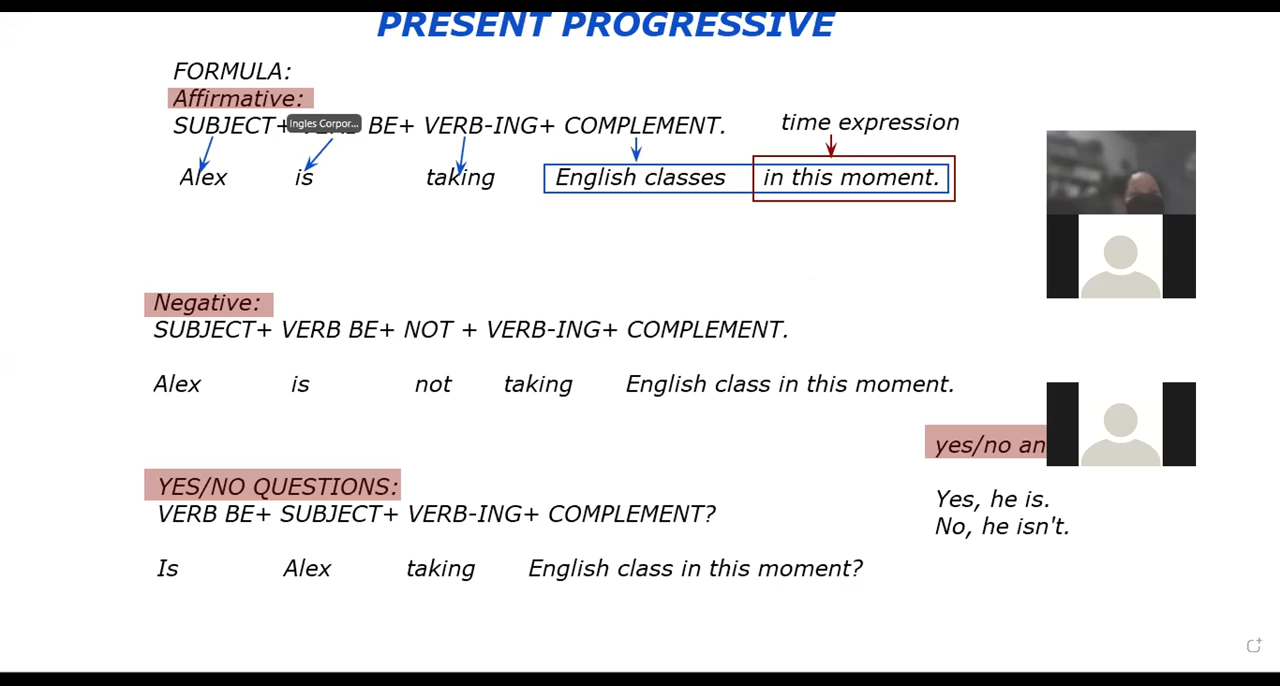 PRESENT PROGRESSIVE
FORMULA:
Affirmative:
SUBJECT+ BE+ VERB-ING+ COMPLEMENT.
Ingles Corpor...
time expression
Alex is taking English classes in this moment.
Negative:
SUBJECT+ VERB BE+ NOT + VERB-ING+ COMPLEMENT.
Alex is not taking English class in this moment.
yes/no an
YES/NO QUESTIONS:
Yes, he is.
VERB BE+ SUBJECT+ VERB-ING+ COMPLEMENT?
No, he isn't.
Is Alex taking English class in this moment?